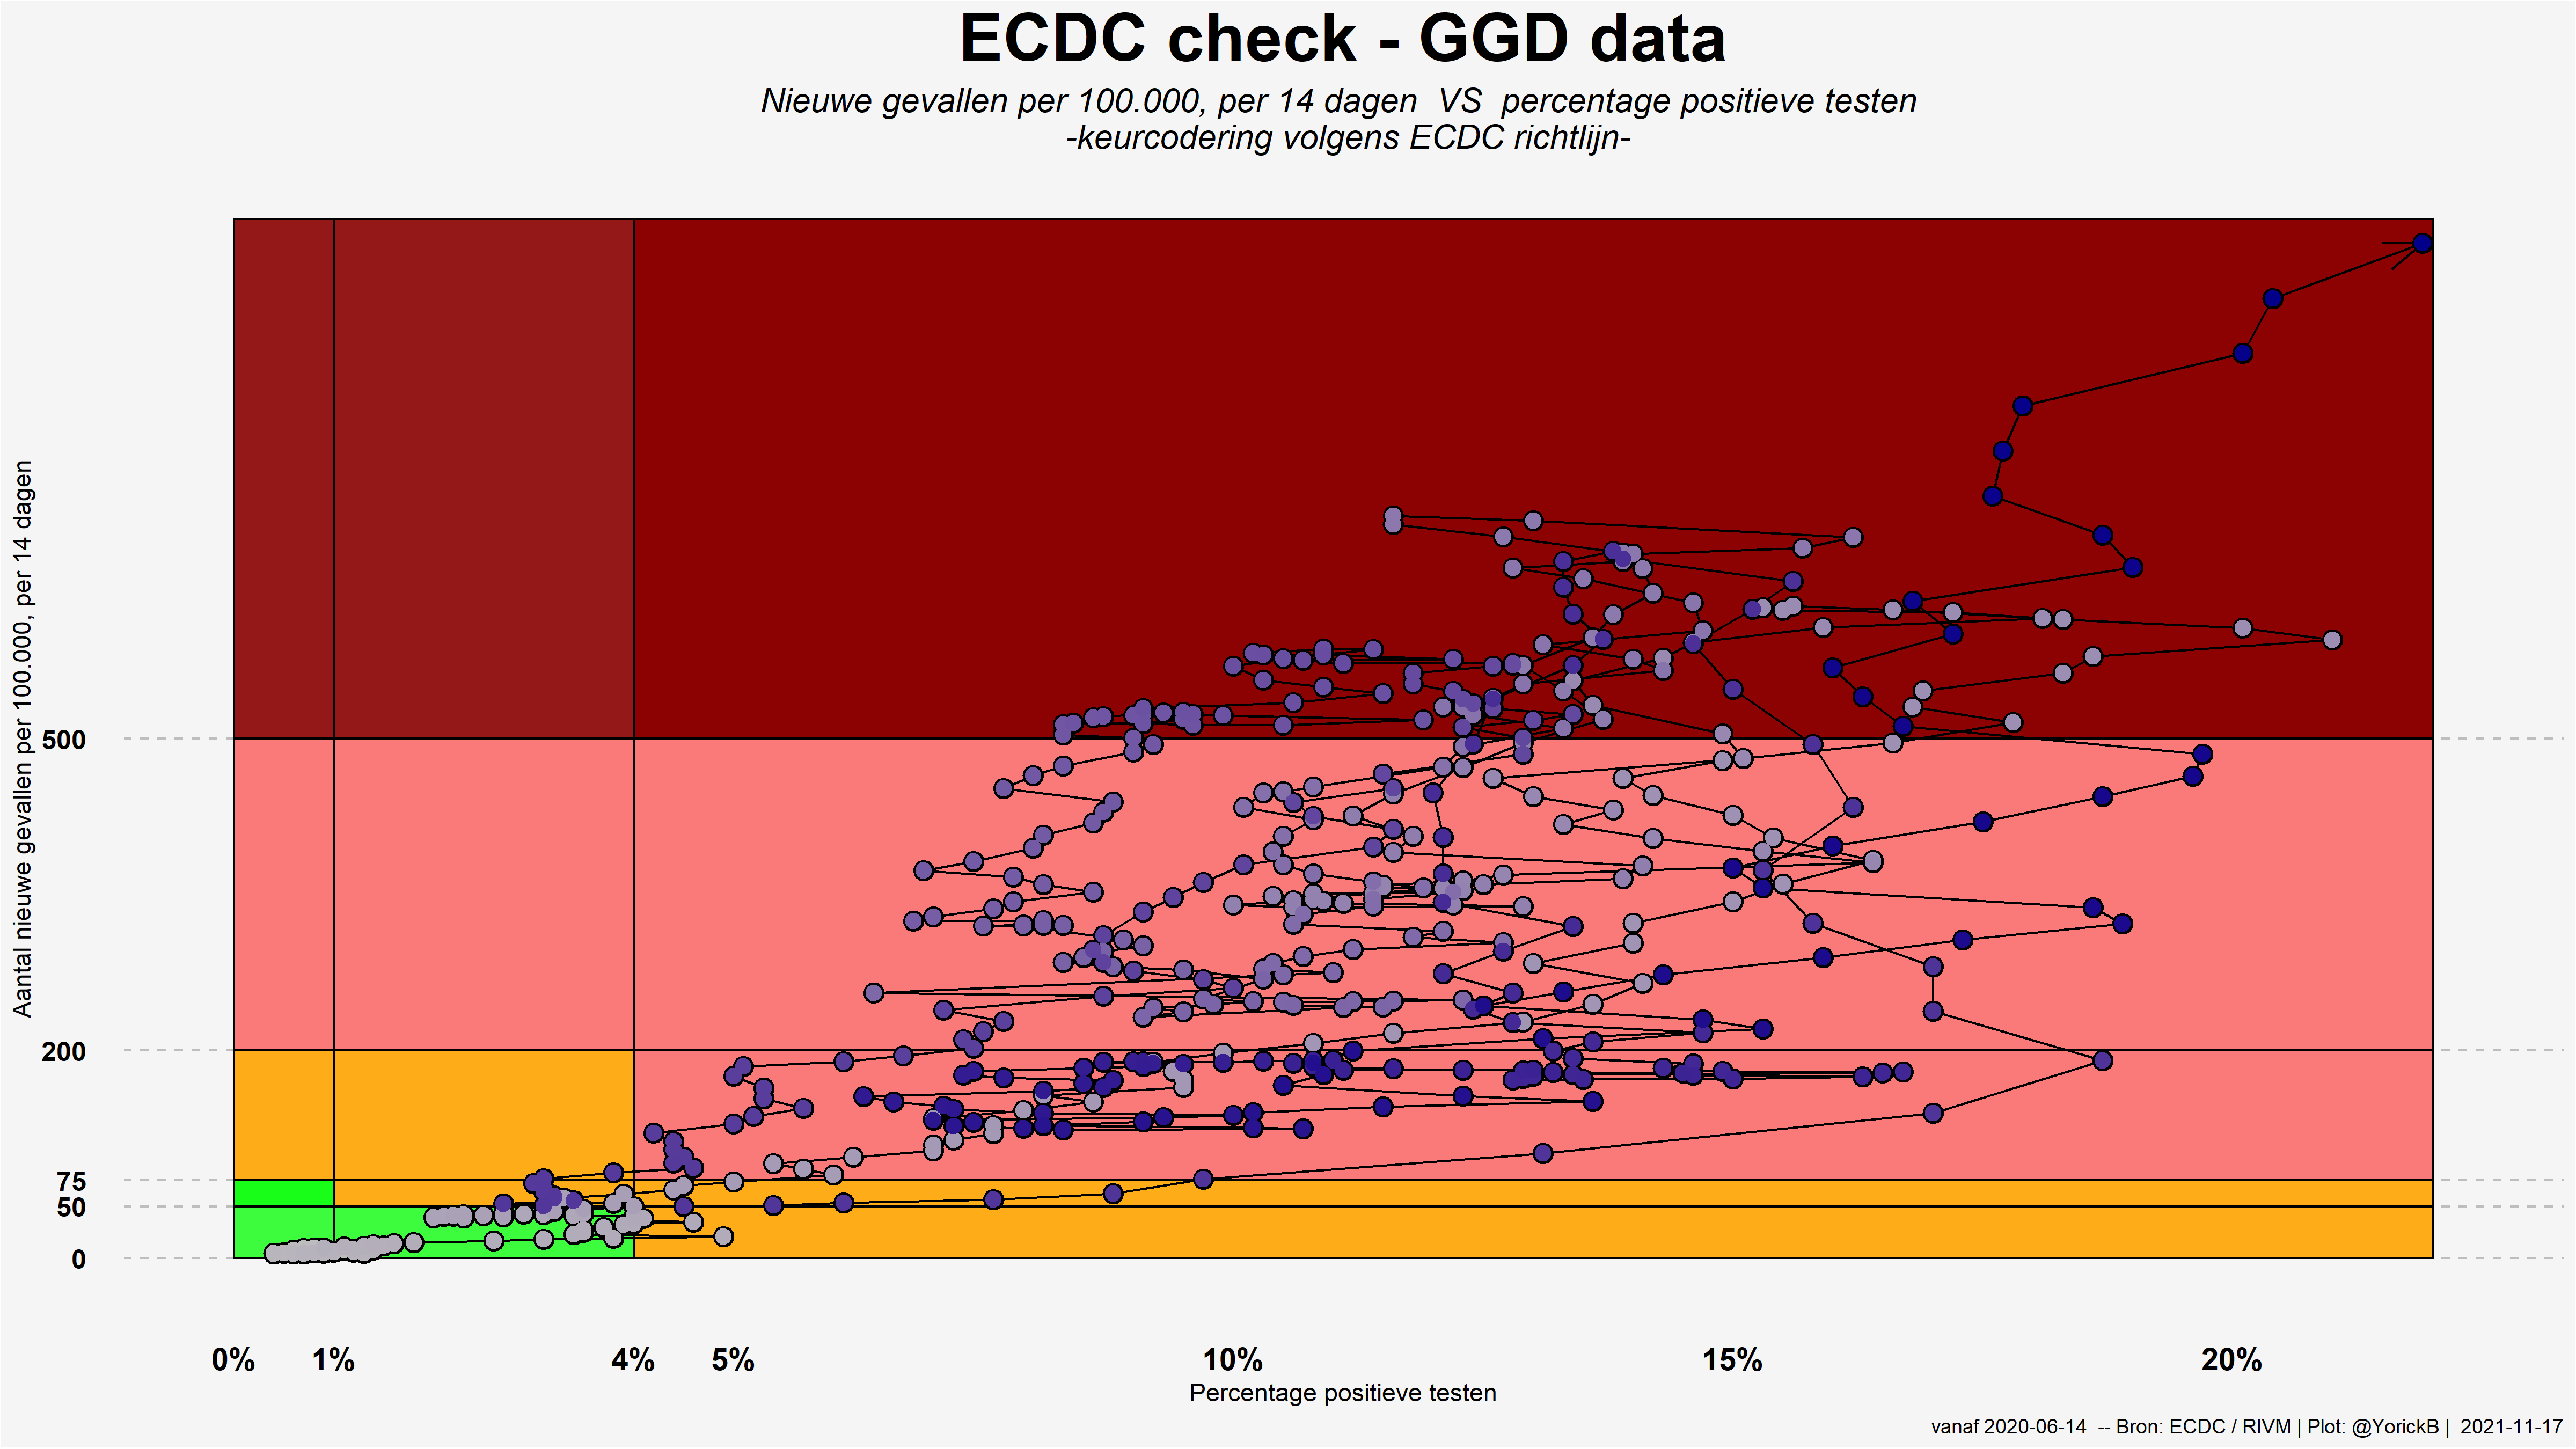 ECDC check - GGD data
Nieuwe gevallen per 100.000, per 14 dagen VS percentage positieve testen
-keurcodering volgens ECDC richtlijn-
Aantal nieuwe gevallen per 100.000, per 14 dagen
500
200
75
50
0
0% 1% 4% 5% 10% 15% 20%
Percentage positieve testen
vanaf 2020-06-14 -- Bron: ECDC / RIVM | Plot: @YorickB | 2021-11-17